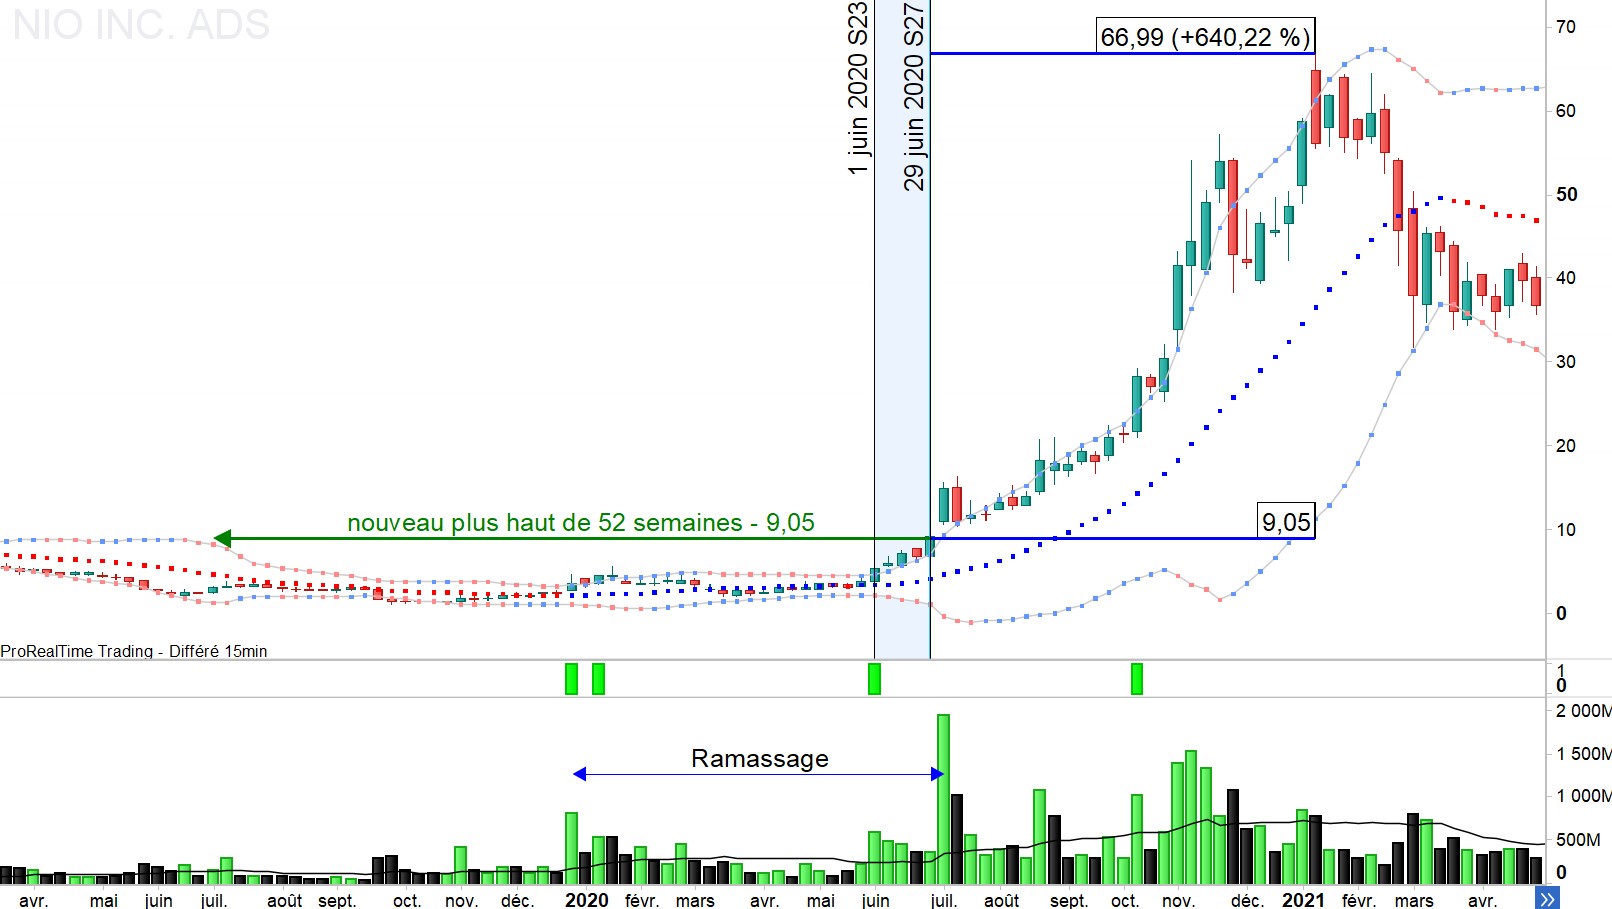 NIO INC. ADS
1 juin 2020 S23
29 juin 2020 S27
66,99 (+640,22 %)
70
60
50
40
30
20
10
0
nouveau plus haut de 52 semaines - 9,05
9,05
ProRealTime Trading - Différé 15min
1
0
2 000M
1 500M
1 000M
500M
0
Ramassage
avr. mai juin juil. août sept. oct. nov. déc. 2020 févr. mars avr. mai juin juil. août sept. oct. nov. déc. 2021 févr. mars avr.